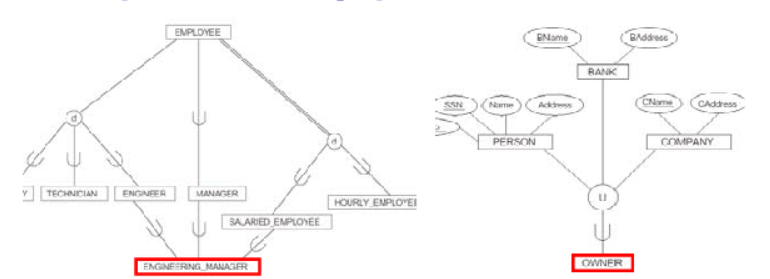 EMPLOYEE
d
d
Y
TECHNICIAN
ENGINEER
MANAGER
HOURLY_EMPLOYEE
SALARIED_EMPLOYEE
ENGINEERING_MANAGER
BName
BAddress
BANK
SSN
Name
Address
CName
CAddress
PERSON
COMPANY
U
OWNER